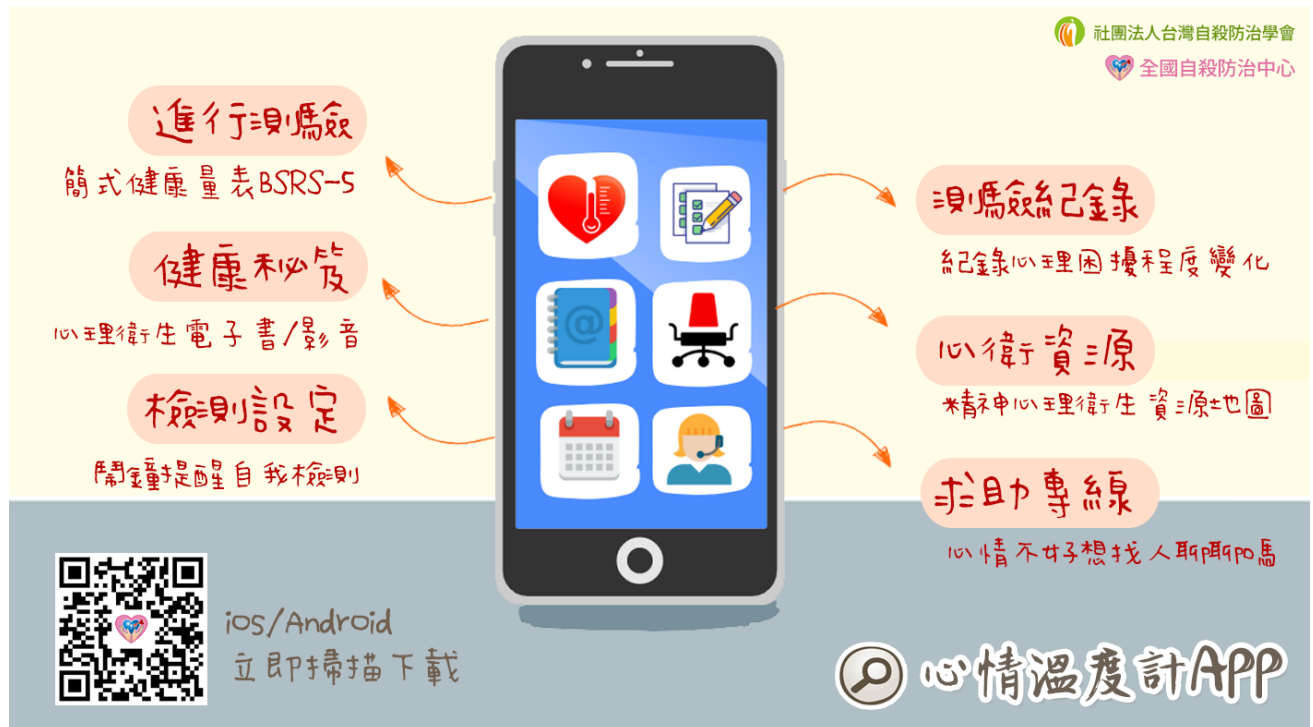 社團法人台灣自殺防治學會
全國自殺防治中心
進行測驗
簡式健康量表BSRS-5
健康秘笈
心理衛生電子書/影音
檢測設定
鬧鐘提醒自我檢測
測驗紀錄
紀錄心理困擾程度變化
心衛資源
精神心理衛生資源地圖
求助專線
心情不好想找人聊聊嗎
@
ios/Android
立即掃描下載
心情溫度計APP